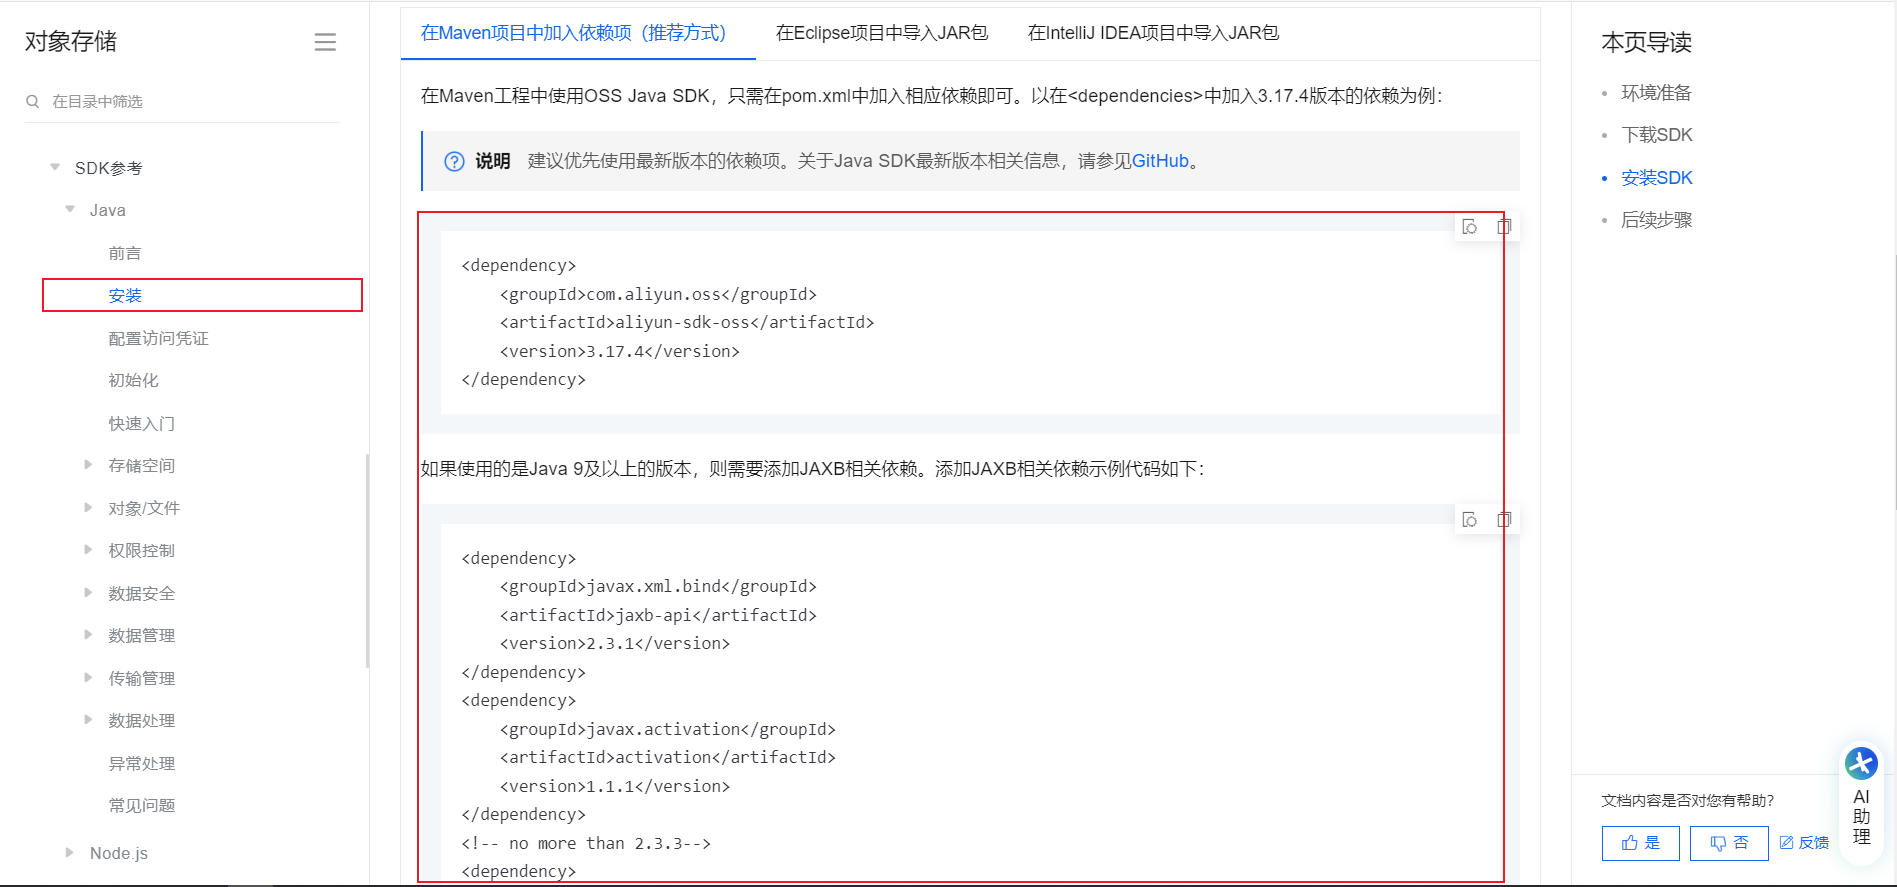 对象存储
在目录中筛选
SDK参考
Java
前言
安装
配置访问凭证
初始化
快速入门
存储空间
对象/文件
权限控制
数据安全
数据管理
传输管理
数据处理
异常处理
常见问题
Node.js
在Maven项目中加入依赖项（推荐方式） 在Eclipse项目中导入JAR包 在IntelliJ IDEA项目中导入JAR包
在Maven工程中使用OSS Java SDK，只需在pom.xml中加入相应依赖即可。以在<dependencies>中加入3.17.4版本的依赖为例：
说明 建议优先使用最新版本的依赖项。关于Java SDK最新版本相关信息，请参见GitHub。
<dependency>
    <groupId>com.aliyun.oss</groupId>
    <artifactId>aliyun-sdk-oss</artifactId>
    <version>3.17.4</version>
</dependency>
如果使用的是Java 9及以上的版本，则需要添加JAXB相关依赖。添加JAXB相关依赖示例代码如下：
<dependency>
    <groupId>javax.xml.bind</groupId>
    <artifactId>jaxb-api</artifactId>
    <version>2.3.1</version>
</dependency>
<dependency>
    <groupId>javax.activation</groupId>
    <artifactId>activation</artifactId>
    <version>1.1.1</version>
</dependency>
<!-- no more than 2.3.3-->
<dependency>
本页导读
环境准备
下载SDK
安装SDK
后续步骤
文档内容是否对您有帮助？
是 否 反馈
AI
助
理